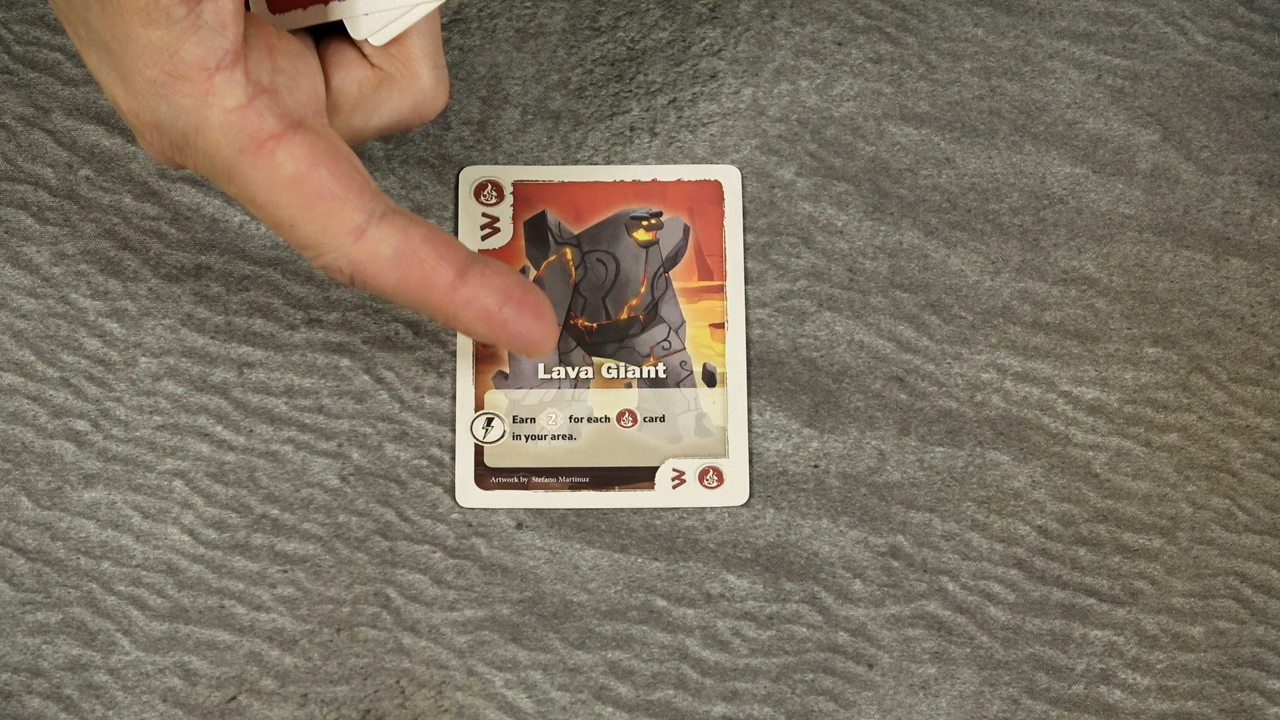 W
Lava Giant
Earn 2 for each card
in your area.
Artwork by Stefano Martinuz
W